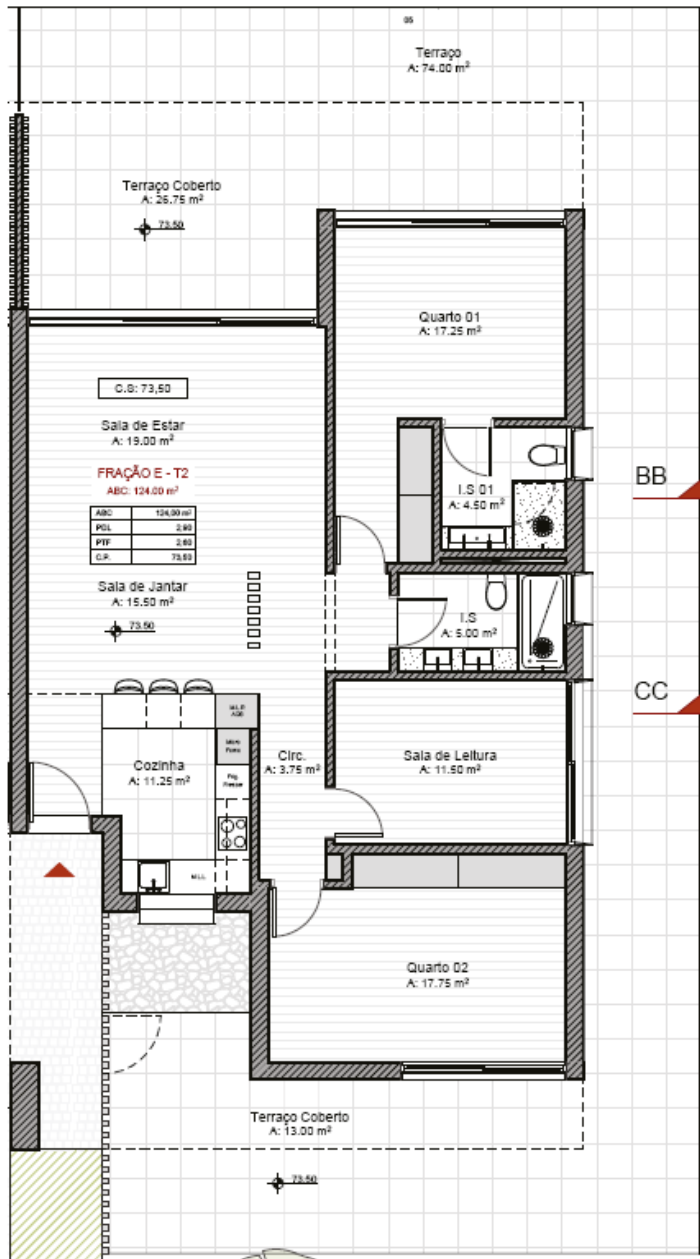 05
Terraço
A: 74.00 m²
Terraço Coberto
A: 26.75 m²
73.50
Quarto 01
A: 17.25 m²
C.S: 73,50
Sala de Estar
A: 19.00 m²
FRAÇÃO E - T2
ABC: 124.00 m²
ABC 124,00 m²
PDL 2,90
PTF 2,60
C.P. 73,50
I.S 01
A: 4.50 m²
BB
Sala de Jantar
A: 15.50 m²
73.50
I.S
A: 5.00 m²
CC
Cozinha
A: 11.25 m²
Micro
Forno
Frig.
Circ.
A: 3.75 m²
Sala de Leitura
A: 11.50 m²
M.L.L
Quarto 02
A: 17.75 m²
Terraço Coberto
A: 13.00 m²
73.50